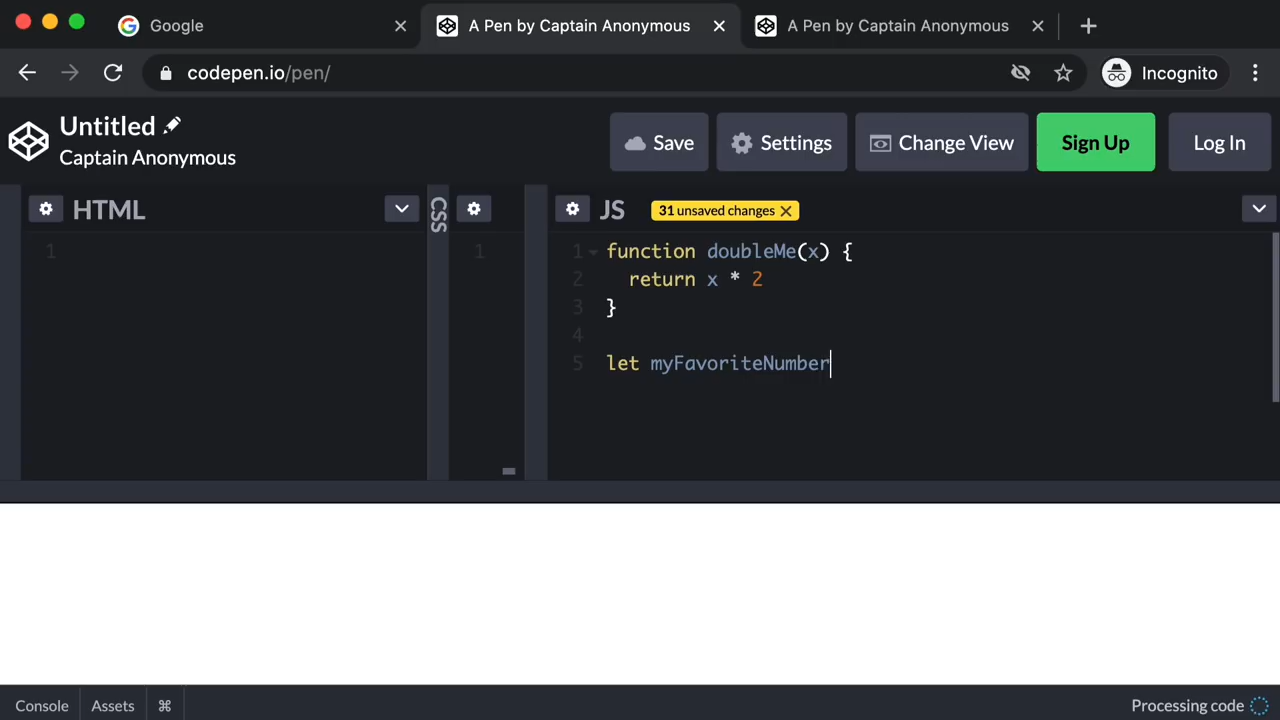 Google
A Pen by Captain Anonymous
A Pen by Captain Anonymous
codepen.io/pen/
Incognito
Untitled
Captain Anonymous
Save
Settings
Change View
Sign Up
Log In
HTML
1
CSS
1
JS
31 unsaved changes
1 function doubleMe(x) {
2 return x * 2
3 }
4
5 let myFavoriteNumber
Console
Assets
⌘
Processing code